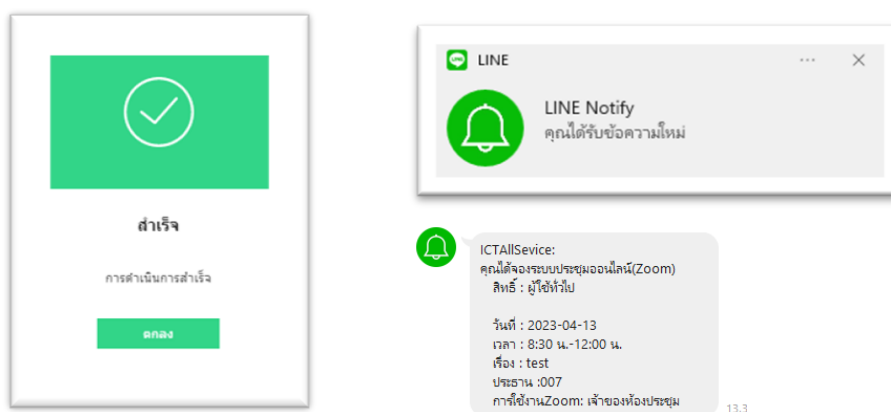 สำเร็จ
การดำเนินการสำเร็จ
ตกลง
LINE
LINE Notify
คุณได้รับข้อความใหม่
ICTAllSevice:
คุณได้จองระบบประชุมออนไลน์(Zoom)
สิทธิ์ : ผู้ใช้ทั่วไป
วันที่ : 2023-04-13
เวลา : 8:30 น.-12:00 น.
เรื่อง : test
ประธาน :007
การใช้งานZoom: เจ้าของห้องประชุม